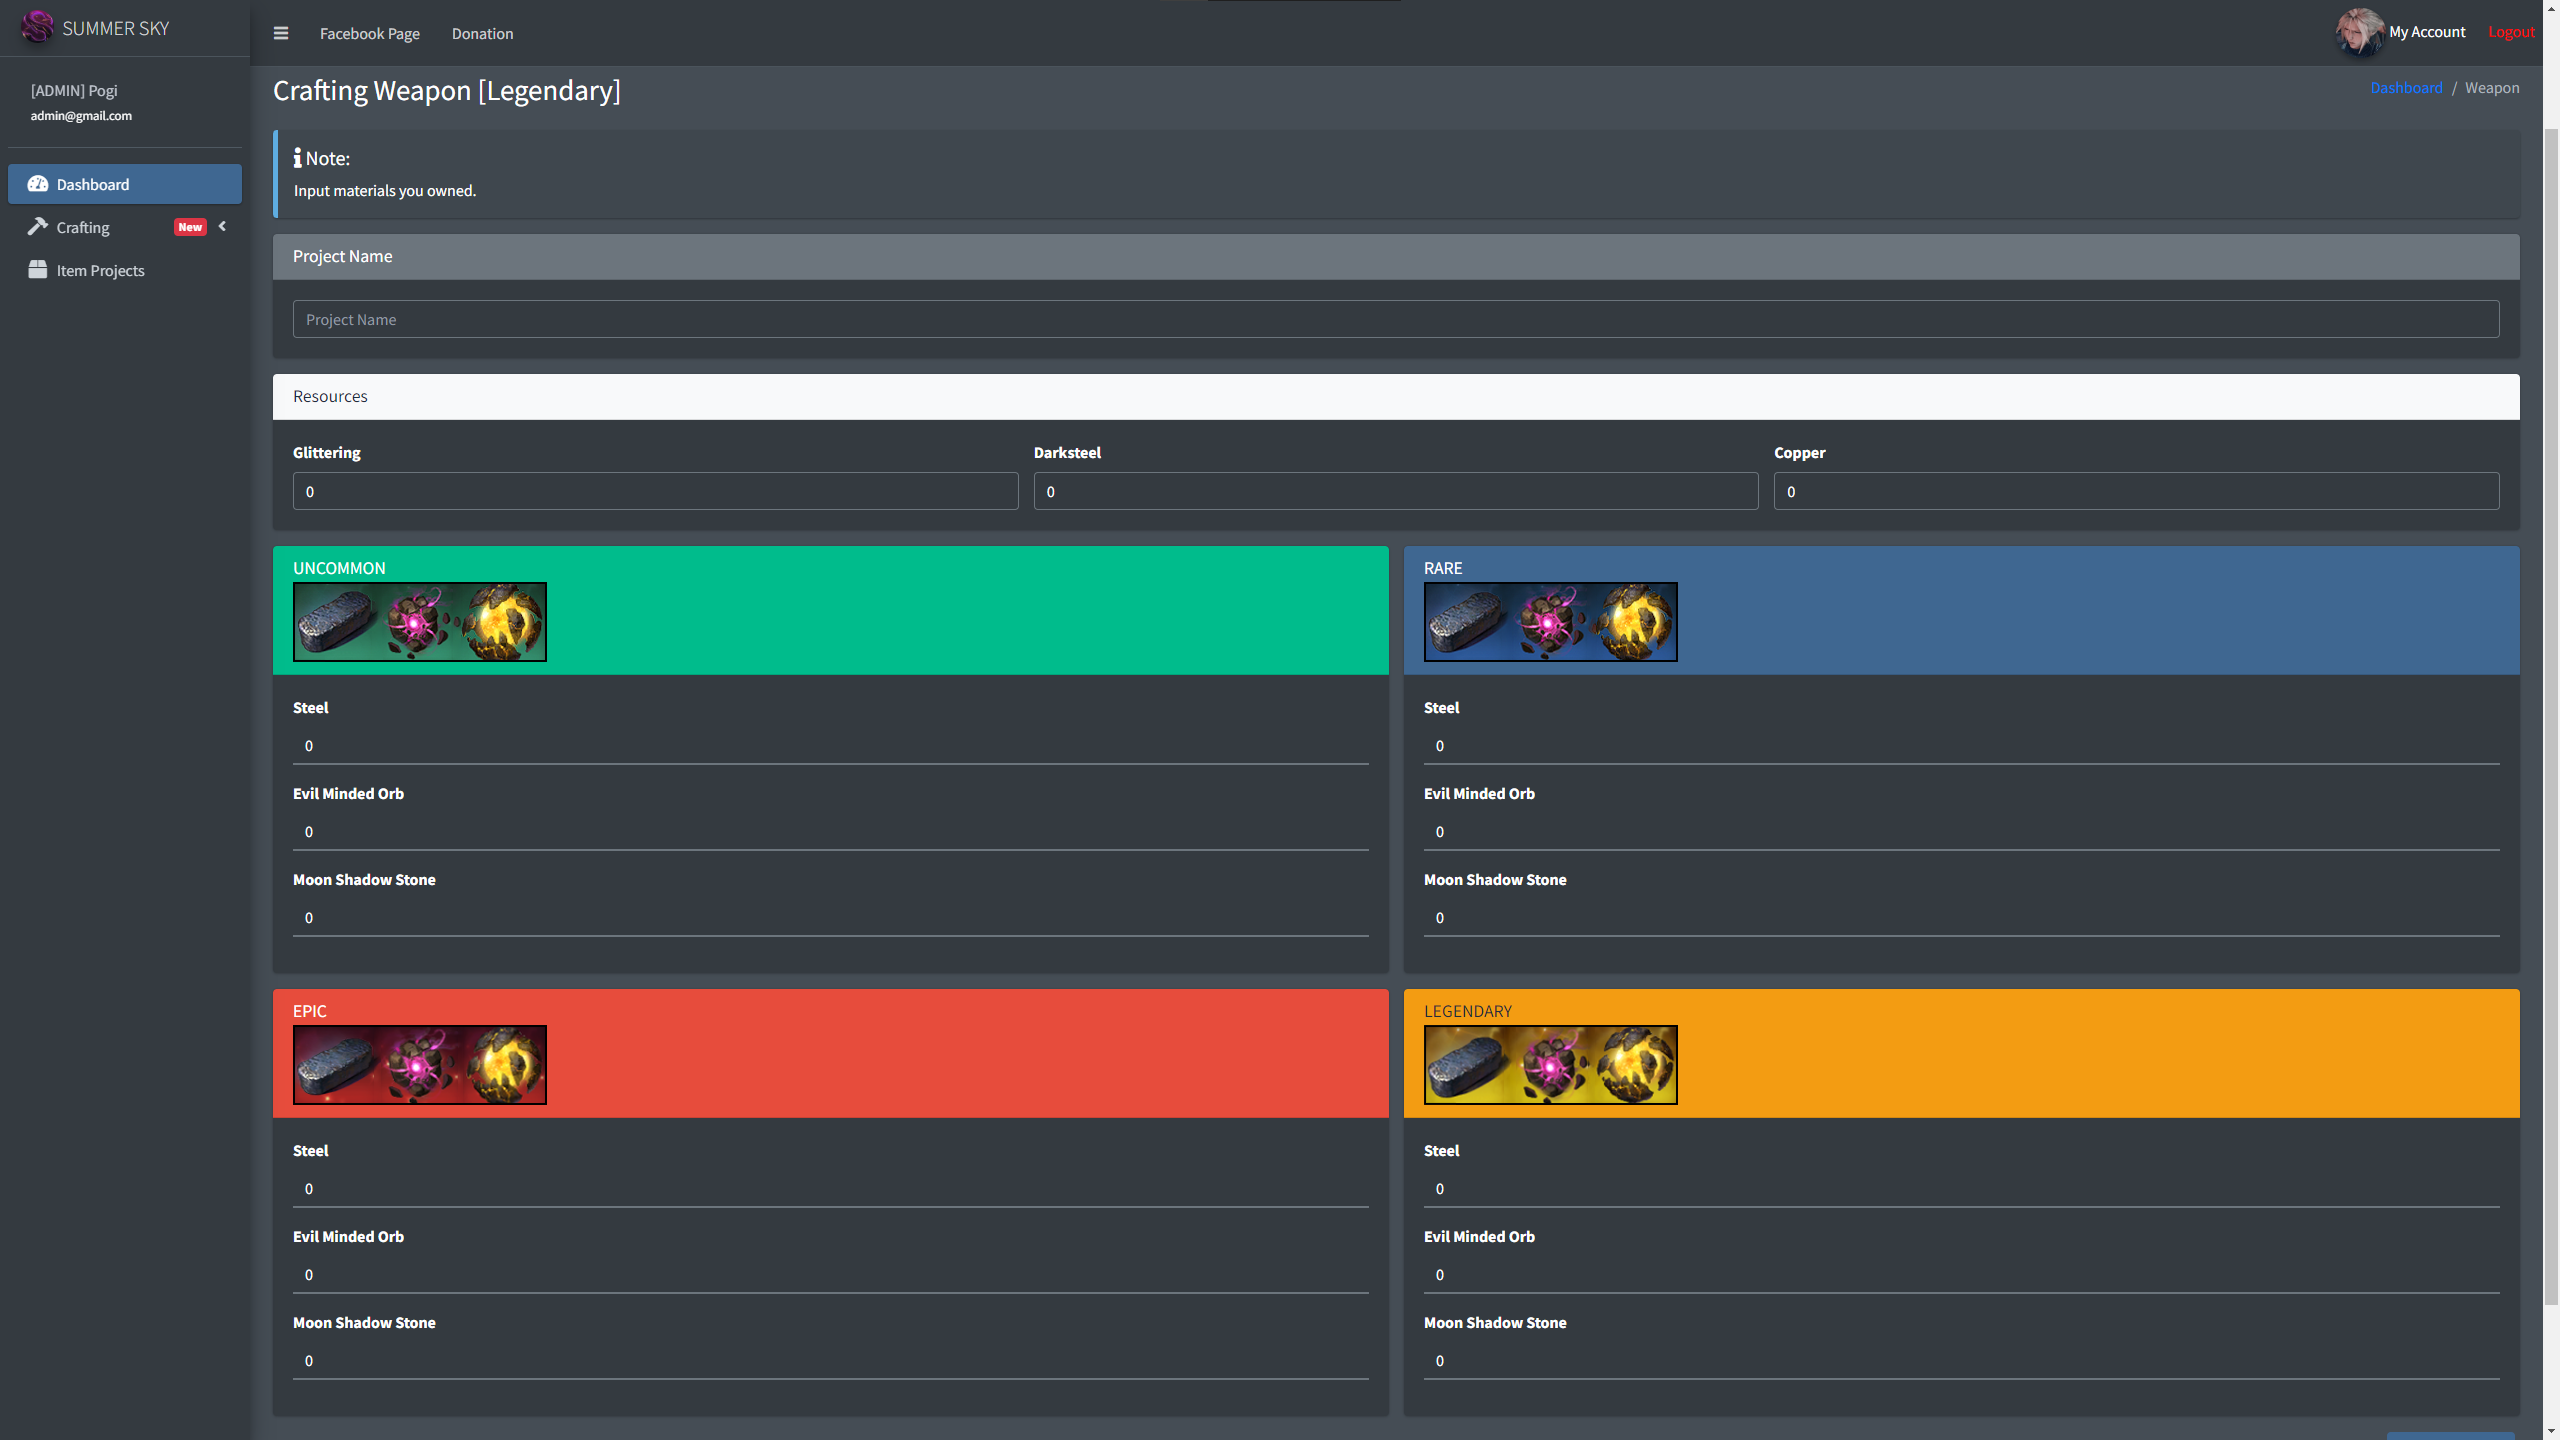 SUMMER SKY
Facebook Page
Donation
My Account
Logout
[ADMIN] Pogi
admin@gmail.com
Dashboard
Crafting
New
Item Projects
Crafting Weapon [Legendary]
Dashboard / Weapon
Note:
Input materials you owned.
Project Name
Project Name
Resources
Glittering
Darksteel
Copper
0
0
0
UNCOMMON
Steel
0
Evil Minded Orb
0
Moon Shadow Stone
0
RARE
Steel
0
Evil Minded Orb
0
Moon Shadow Stone
0
EPIC
Steel
0
Evil Minded Orb
0
Moon Shadow Stone
0
LEGENDARY
Steel
0
Evil Minded Orb
0
Moon Shadow Stone
0